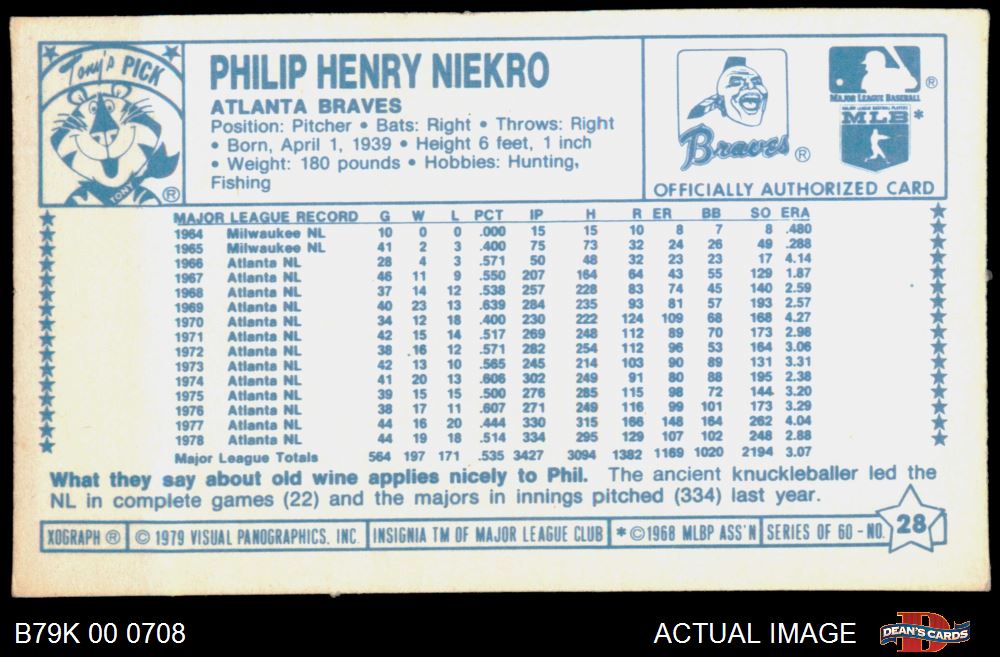 Tony's PICK
TONY ®
PHILIP HENRY NIEKRO
ATLANTA BRAVES
Position: Pitcher • Bats: Right • Throws: Right
• Born, April 1, 1939 • Height 6 feet, 1 inch
• Weight: 180 pounds • Hobbies: Hunting,
Fishing
Braves ®
®
MAJOR LEAGUE BASEBALL
MAJOR LEAGUE BASEBALL PLAYERS
MLB *
OFFICIALLY AUTHORIZED CARD
MAJOR LEAGUE RECORD G W L PCT IP H R ER BB SO ERA
1964 Milwaukee NL 10 0 0 .000 15 15 10 8 7 8 .480
1965 Milwaukee NL 41 2 3 .400 75 73 32 24 26 49 .288
1966 Atlanta NL 28 4 3 .571 50 48 32 23 23 17 4.14
1967 Atlanta NL 46 11 9 .550 207 164 64 43 55 129 1.87
1968 Atlanta NL 37 14 12 .538 257 228 83 74 45 140 2.59
1969 Atlanta NL 40 23 13 .639 284 235 93 81 57 193 2.57
1970 Atlanta NL 34 12 18 .400 230 222 124 109 68 168 4.27
1971 Atlanta NL 42 15 14 .517 269 248 112 89 70 173 2.98
1972 Atlanta NL 38 .16 12 .571 282 254 112 96 53 164 3.06
1973 Atlanta NL 42 13 10 .565 245 214 103 90 89 131 3.31
1974 Atlanta NL 41 20 13 .606 302 249 91 80 88 195 2.38
1975 Atlanta NL 39 15 15 .500 276 285 115 98 72 144 3.20
1976 Atlanta NL 38 17 11 .607 271 249 116 99 101 173 3.29
1977 Atlanta NL 44 16 20 .444 330 315 166 148 164 262 4.04
1978 Atlanta NL 44 19 18 .514 334 295 129 107 102 248 2.88
Major League Totals 564 197 171 .535 3427 3094 1382 1169 1020 2194 3.07
What they say about old wine applies nicely to Phil. The ancient knuckleballer led the
NL in complete games (22) and the majors in innings pitched (334) last year.
XOGRAPH ® © 1979 VISUAL PANOGRAPHICS, INC. INSIGNIA TM OF MAJOR LEAGUE CLUB * ©1968 MLBP ASS'N SERIES OF 60 - NO. 28
B79K 00 0708
ACTUAL IMAGE
DEAN'S CARDS